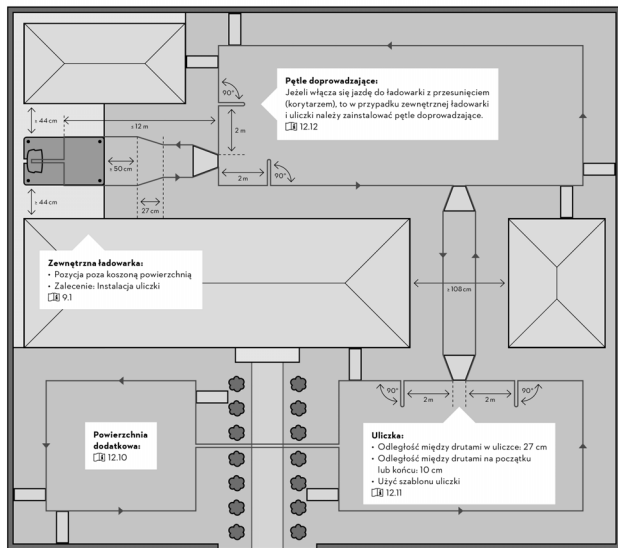 Pętle doprowadzające:
Jeżeli włącza się jazdę do ładowarki z przesunięciem
(korytarzem), to w przypadku zewnętrznej ładowarki
i uliczki należy zainstalować pętle doprowadzające.
12.12
90°
≥ 44 cm
± 12 m
2 m
≥ 50 cm
2 m
90°
27 cm
≥ 44 cm
Zewnętrzna ładowarka:
• Pozycja poza koszoną powierzchnią
• Zalecenie: Instalacja uliczki
9.1
≥ 108 cm
90°
2 m
2 m
90°
Powierzchnia
dodatkowa:
12.10
Uliczka:
• Odległość między drutami w uliczce: 27 cm
• Odległość między drutami na początku
lub końcu: 10 cm
• Użyć szablonu uliczki
12.11